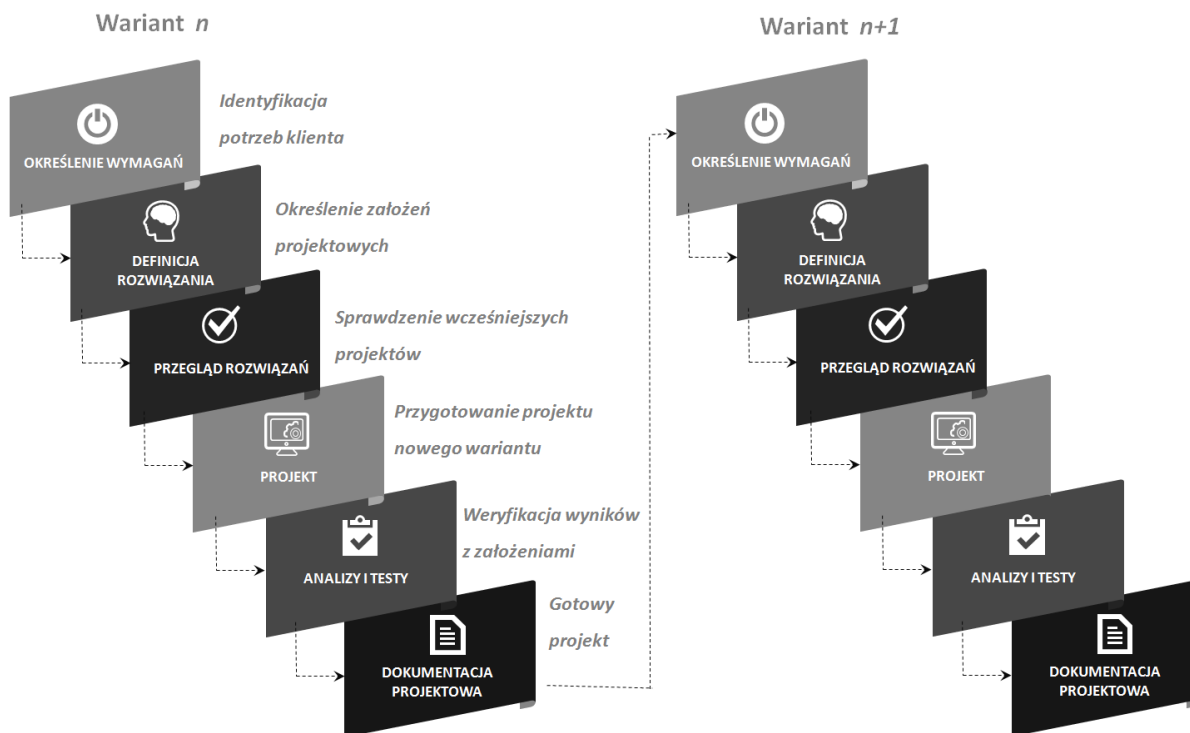 Wariant n
OKREŚLENIE WYMAGAŃ
Identyfikacja
potrzeb klienta
DEFINICJA
ROZWIĄZANIA
Określenie założeń
projektowych
PRZEGLĄD ROZWIĄZAŃ
Sprawdzenie wcześniejszych
projektów
PROJEKT
Przygotowanie projektu
nowego wariantu
ANALIZY I TESTY
Weryfikacja wyników
z założeniami
DOKUMENTACJA
PROJEKTOWA
Gotowy
projekt
Wariant n+1
OKREŚLENIE WYMAGAŃ
DEFINICJA
ROZWIĄZANIA
PRZEGLĄD ROZWIĄZAŃ
PROJEKT
ANALIZY I TESTY
DOKUMENTACJA
PROJEKTOWA